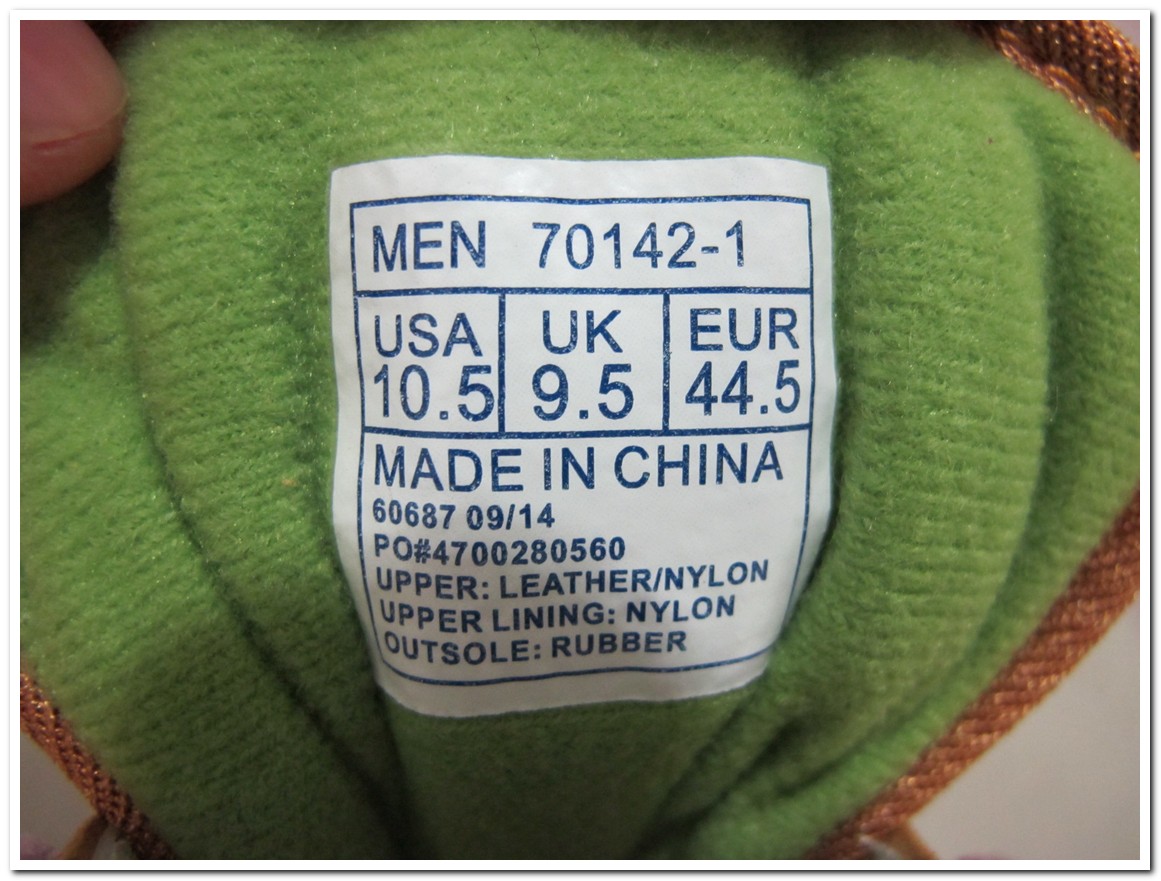 MEN 70142-1
USA UK EUR
10.5 9.5 44.5
MADE IN CHINA
60687 09/14
PO#4700280560
UPPER: LEATHER/NYLON
UPPER LINING: NYLON
OUTSOLE: RUBBER